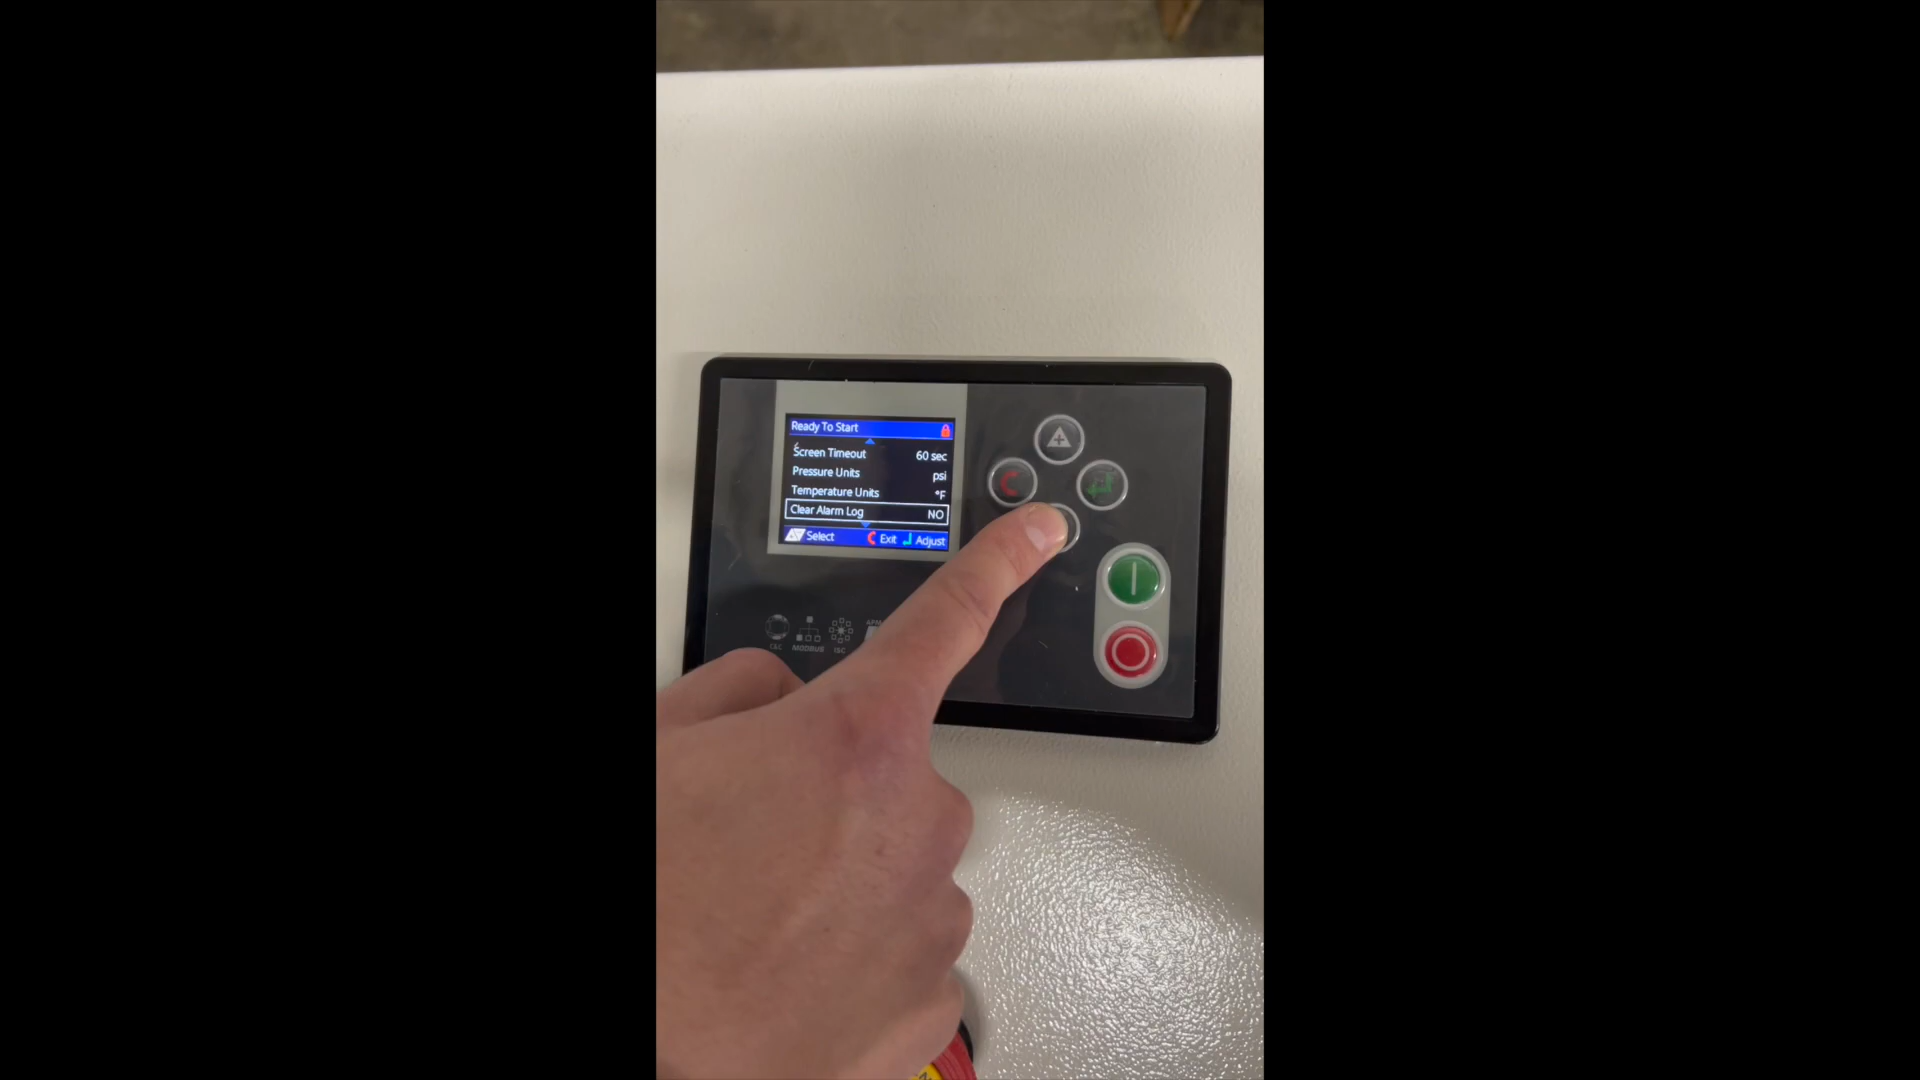 Ready To Start
Screen Timeout 60 sec
Pressure Units psi
Temperature Units °F
Clear Alarm Log NO
Select Exit Adjust
MODBUS ISC